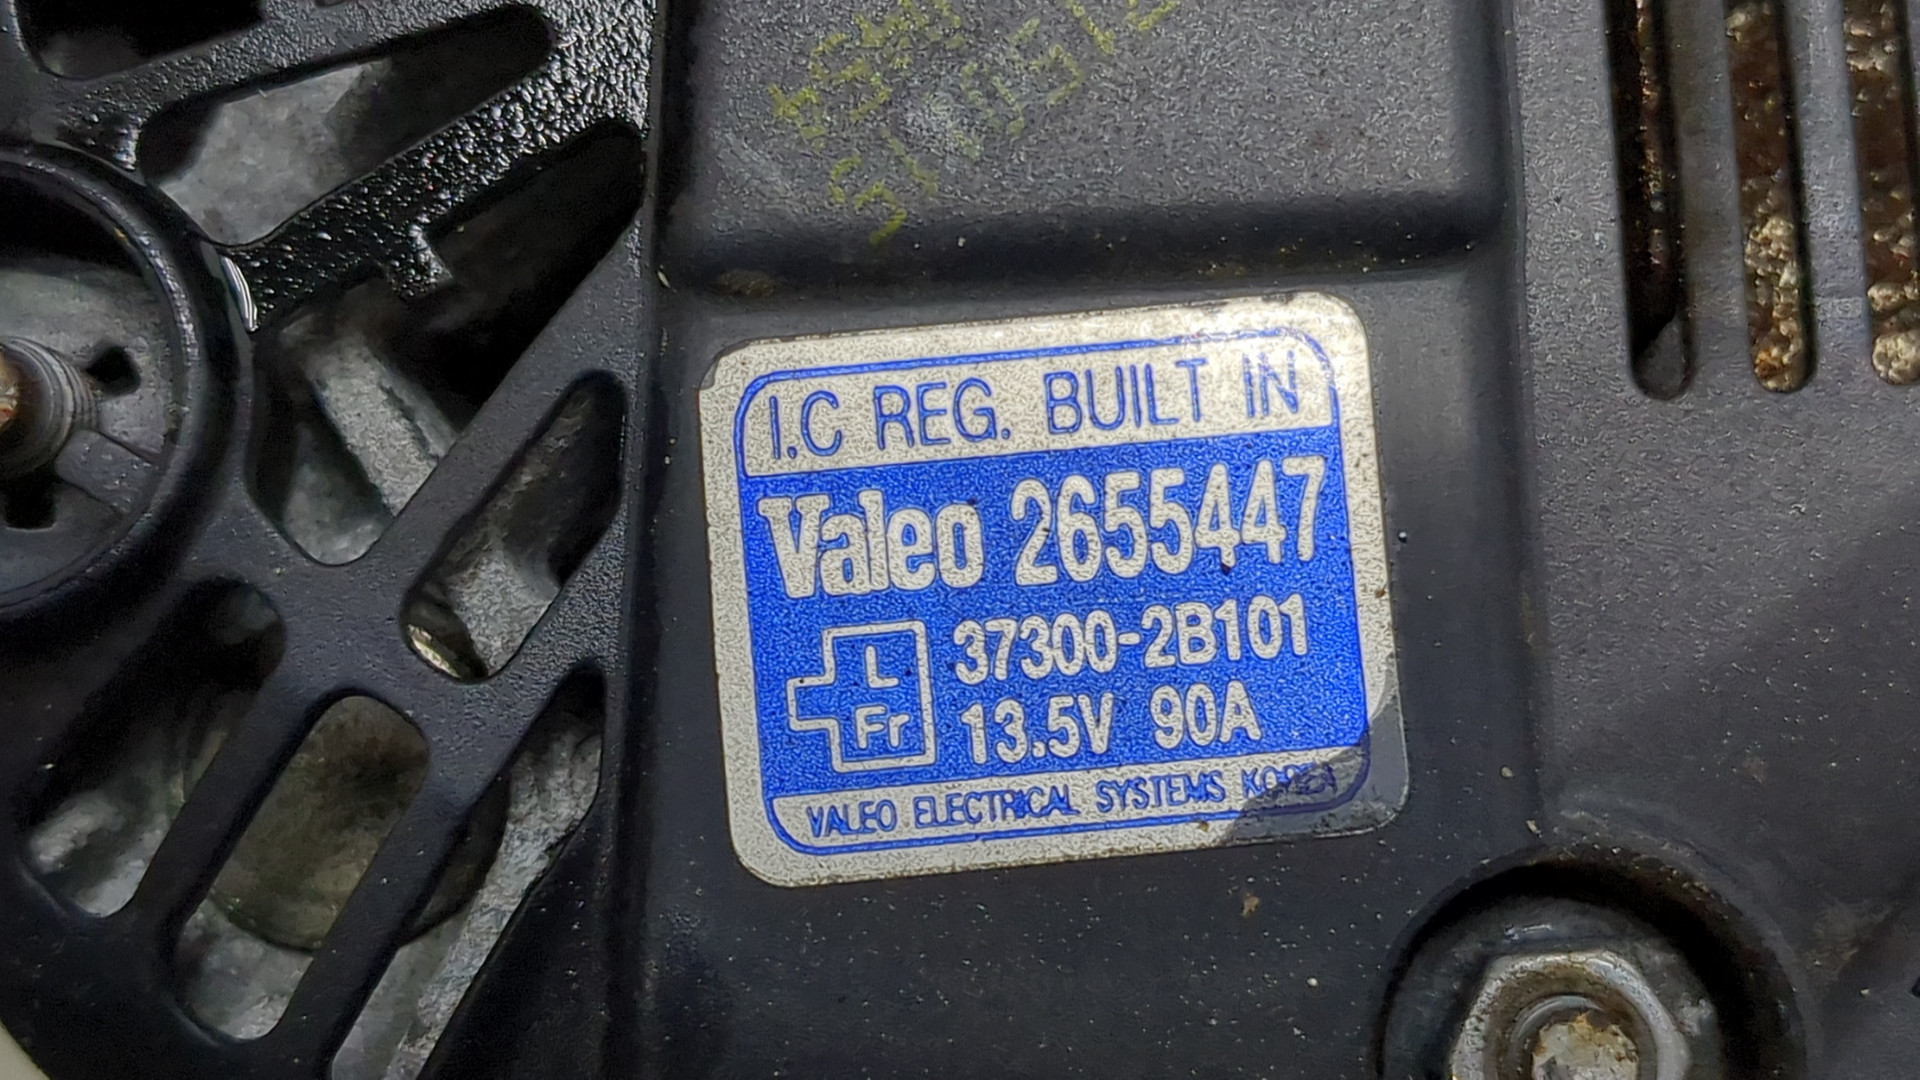 I.C REG. BUILT IN
Valeo 2655447
L
Fr
37300-2B101
13.5V 90A
VALEO ELECTRICAL SYSTEMS KOREA